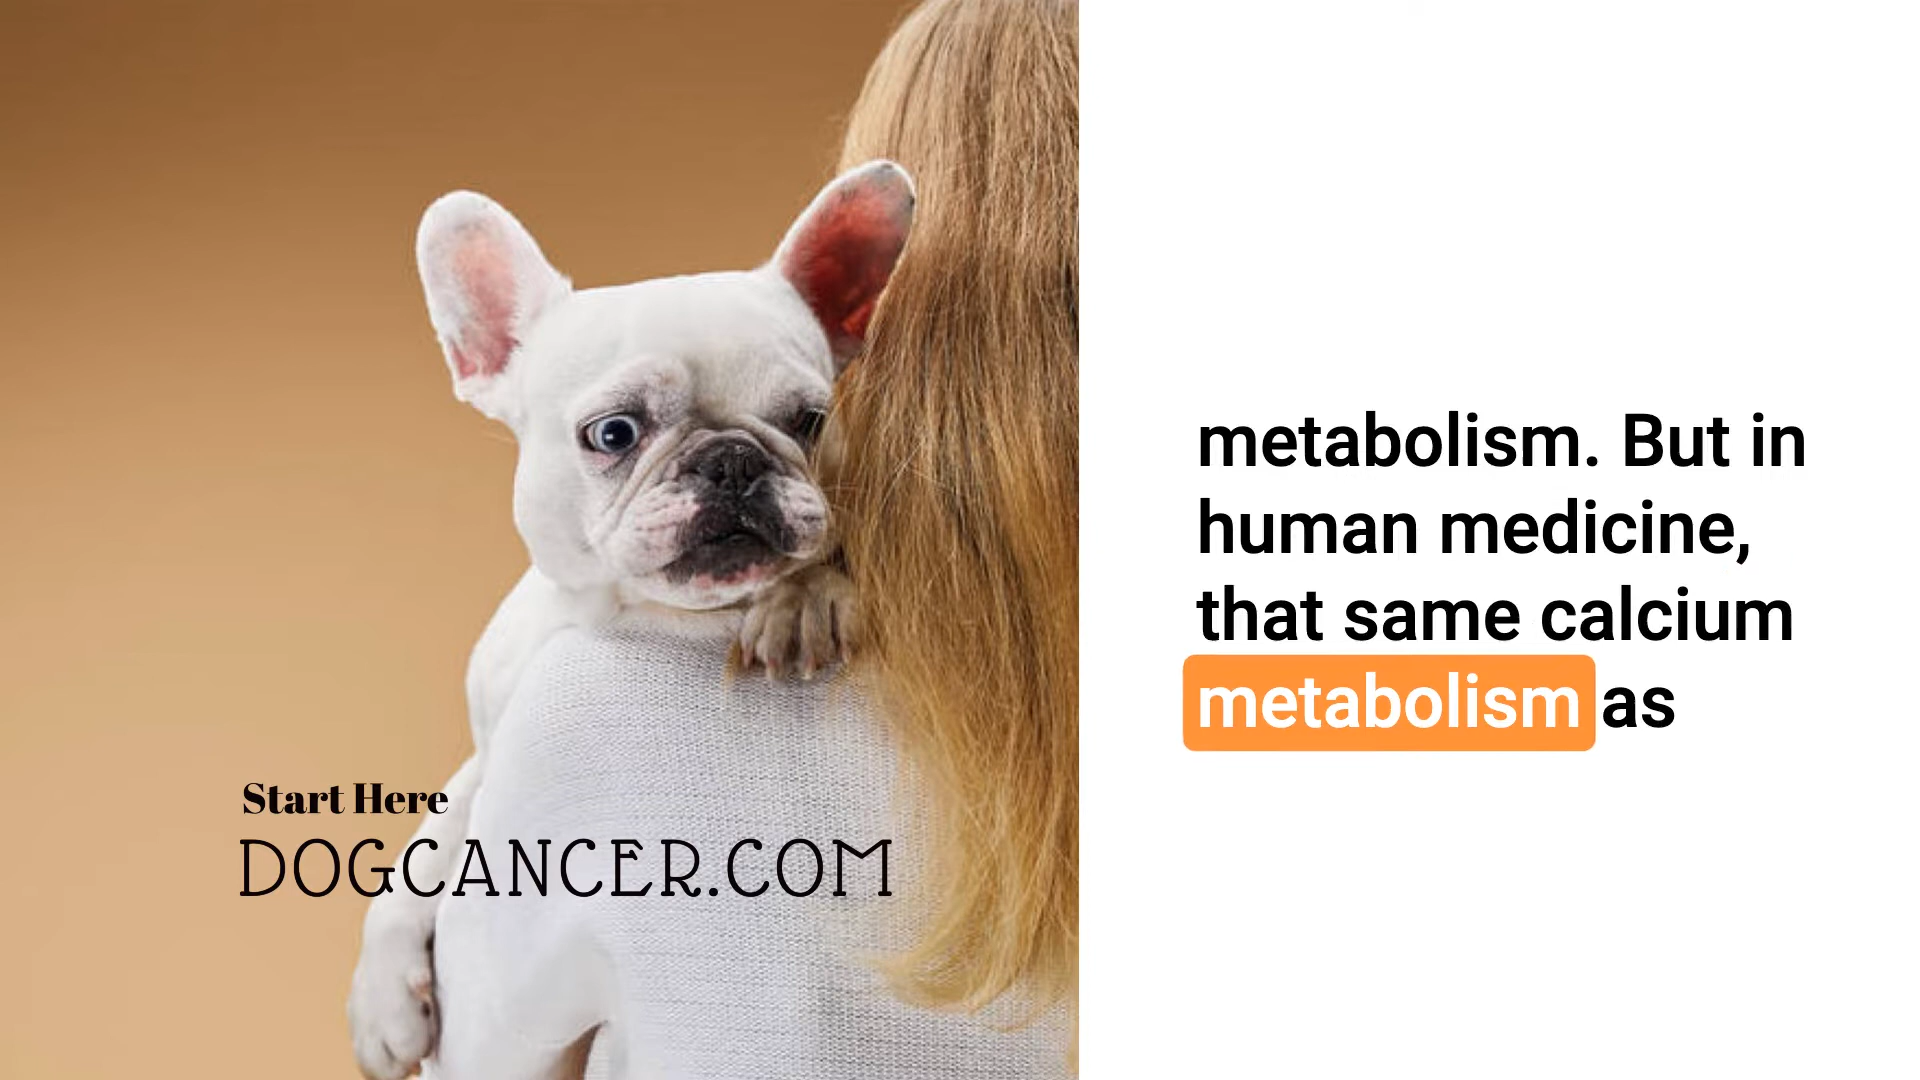 Start Here
DOGCANCER.COM
metabolism. But in
human medicine,
that same calcium
metabolism as